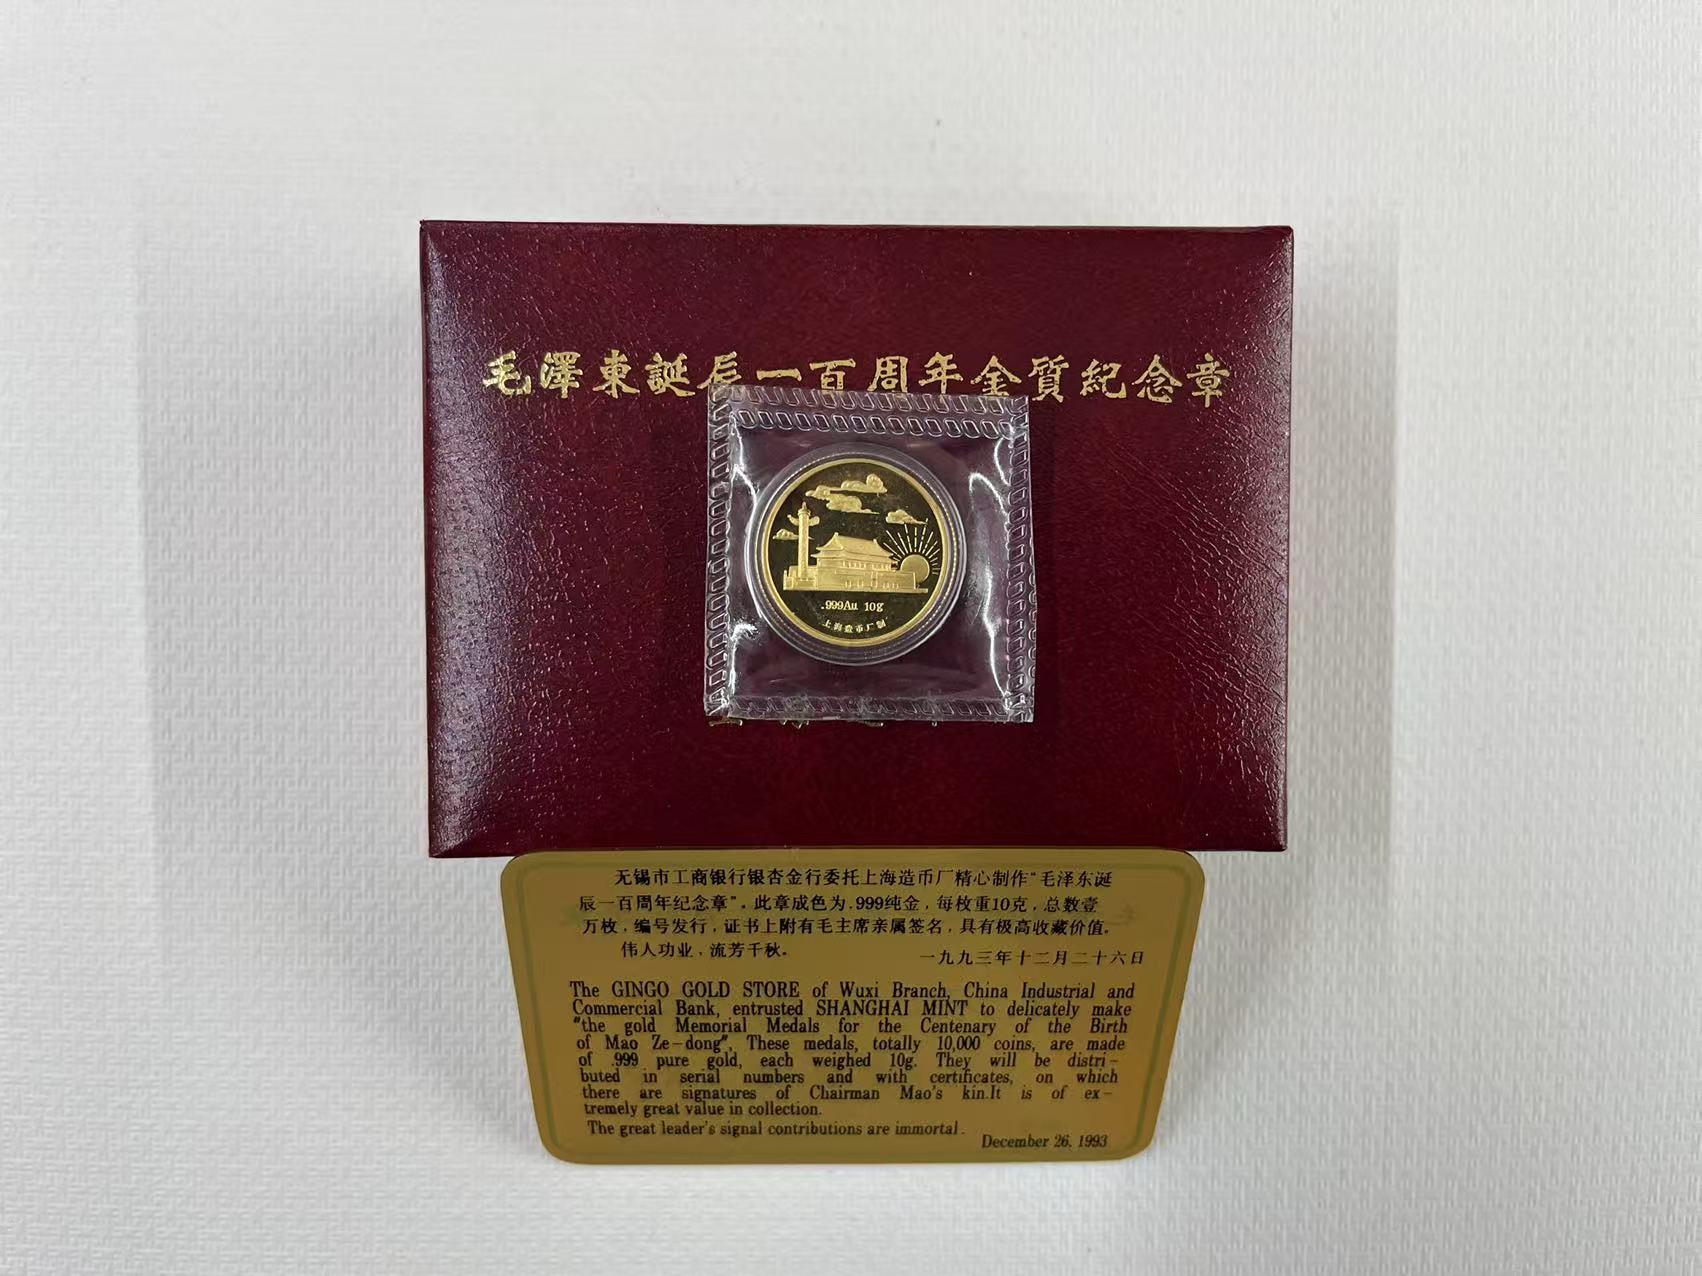 毛澤東誕辰一百周年金質紀念章
.999Au 10g
上海造币厂制
无锡市工商银行银杏金行委托上海造币厂精心制作“毛泽东诞
辰一百周年纪念章”。此章成色为.999纯金，每枚重10克，总数壹
万枚，编号发行，证书上附有毛主席亲属签名，具有极高收藏价值。
伟人功业，流芳千秋。
一九九三年十二月二十六日
The GINGO GOLD STORE of Wuxi Branch, China Industrial and
Commercial Bank, entrusted SHANGHAI MINT to delicately make
"the gold Memorial Medals for the Centenary of the Birth
of Mao Ze-dong", These medals, totally 10,000 coins, are made
of .999 pure gold, each weighed 10g. They will be distri-
buted in serial numbers and with certificates, on which
there are signatures of Chairman Mao's kin.It is of ex-
tremely great value in collection.
The great leader's signal contributions are immortal.
December 26, 1993